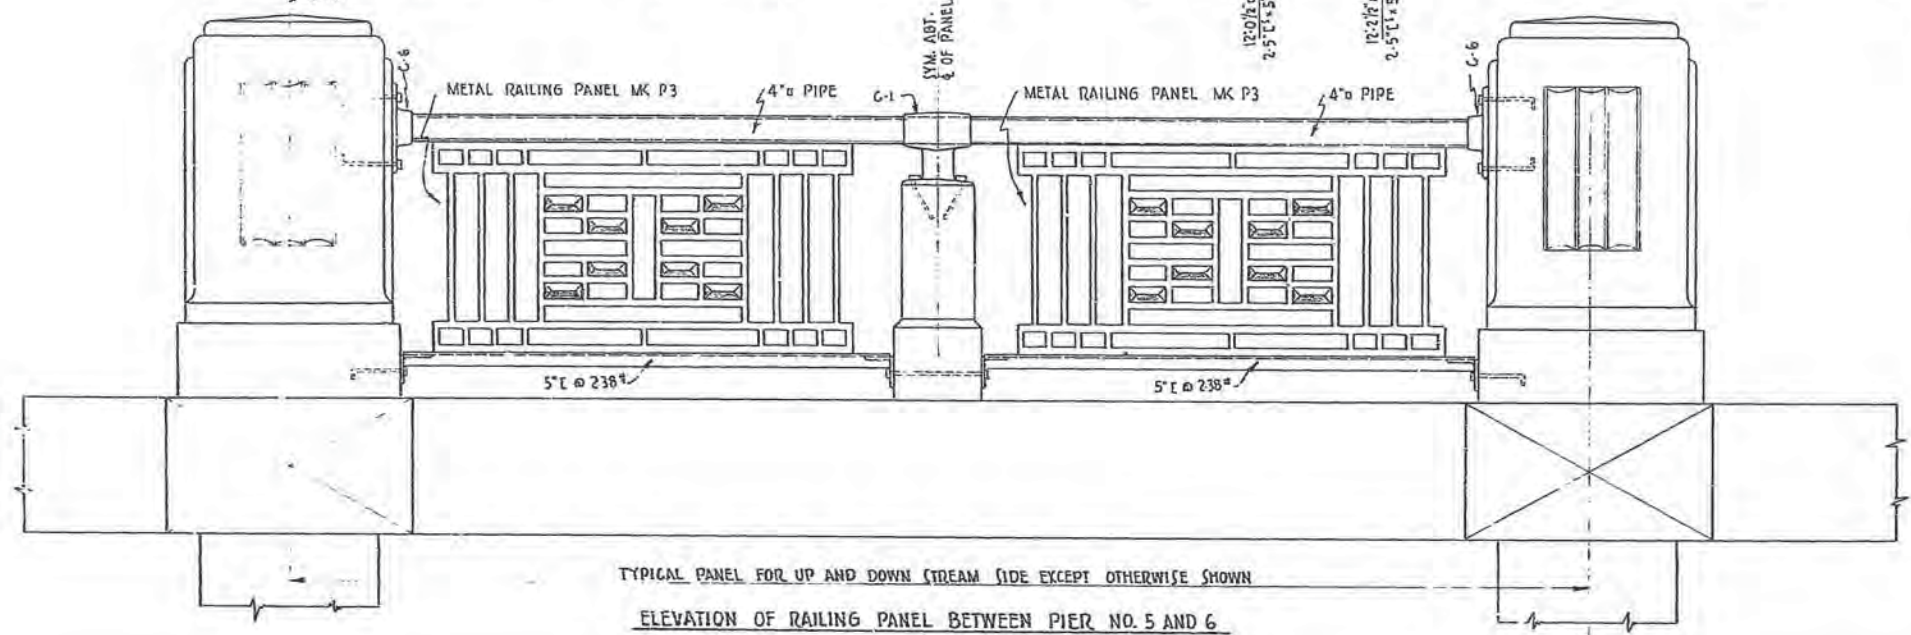 C-6
METAL RAILING PANEL MK P3
4"⌀ PIPE
C-1
SYM. ABT.
℄ OF PANEL
METAL RAILING PANEL MK P3
4"⌀ PIPE
C-6
5"[ @ 238#
5"[ @ 238#
TYPICAL PANEL FOR UP AND DOWN STREAM SIDE EXCEPT OTHERWISE SHOWN
ELEVATION OF RAILING PANEL BETWEEN PIER NO. 5 AND 6